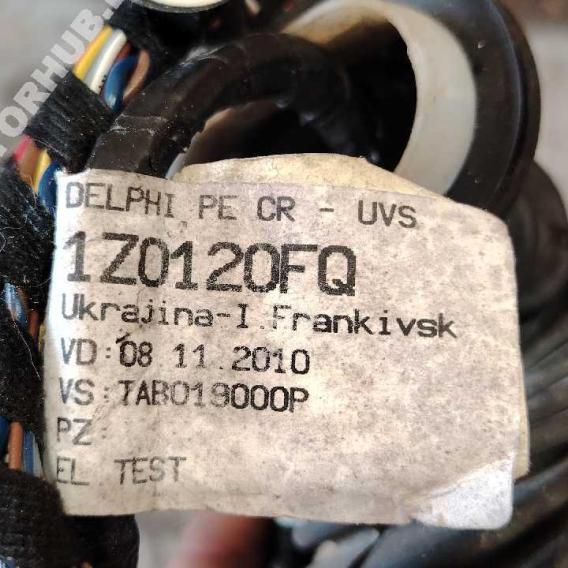 DELPHI PE CR - UVS
1Z0120FQ
Ukrajina-I.Frankivsk
VD:08 11.2010
VS:TAB019000P
PZ:
EL TEST